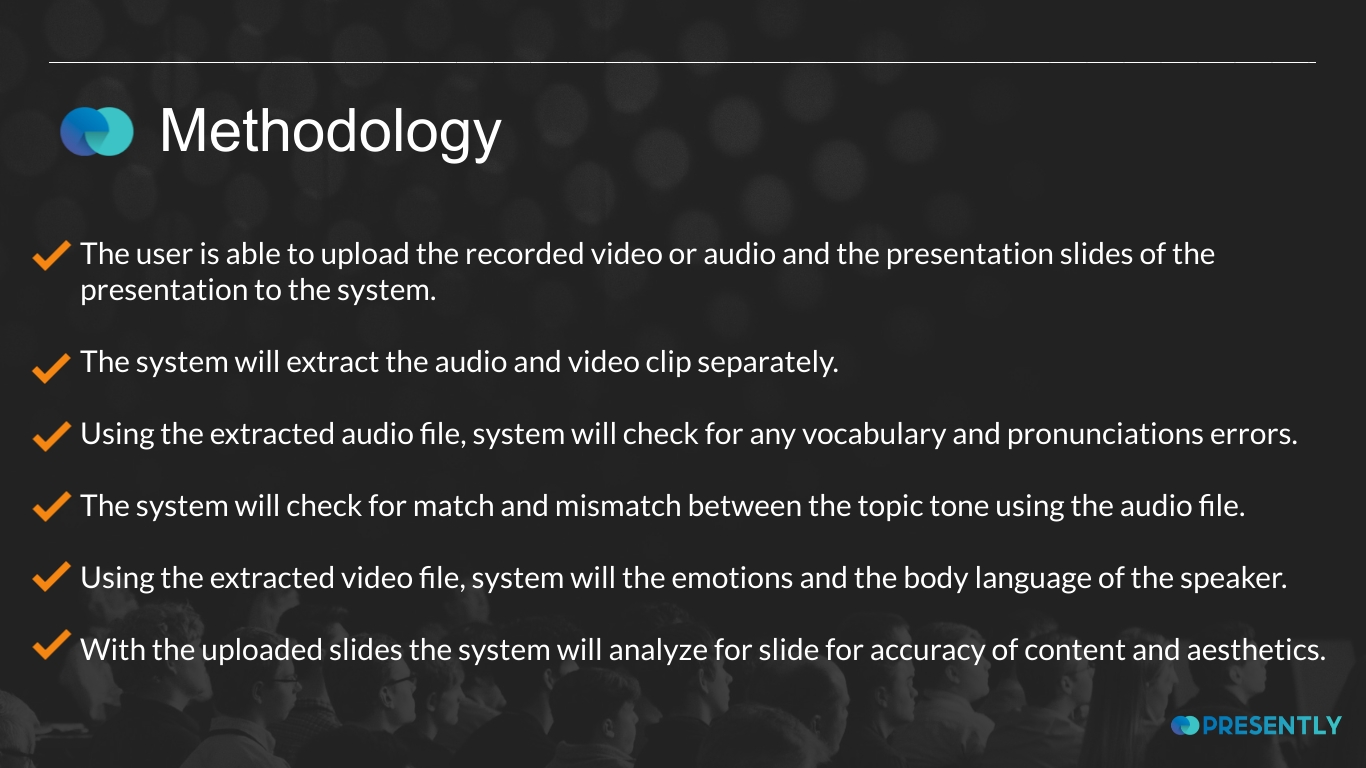 Methodology
The user is able to upload the recorded video or audio and the presentation slides of the
presentation to the system.
The system will extract the audio and video clip separately.
Using the extracted audio file, system will check for any vocabulary and pronunciations errors.
The system will check for match and mismatch between the topic tone using the audio file.
Using the extracted video file, system will the emotions and the body language of the speaker.
With the uploaded slides the system will analyze for slide for accuracy of content and aesthetics.
PRESENTLY